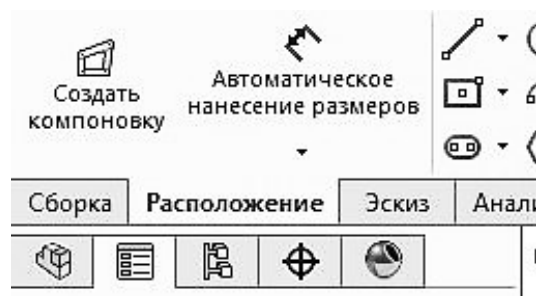 Создать
компоновку
Автоматическое
нанесение размеров
Сборка
Расположение
Эскиз